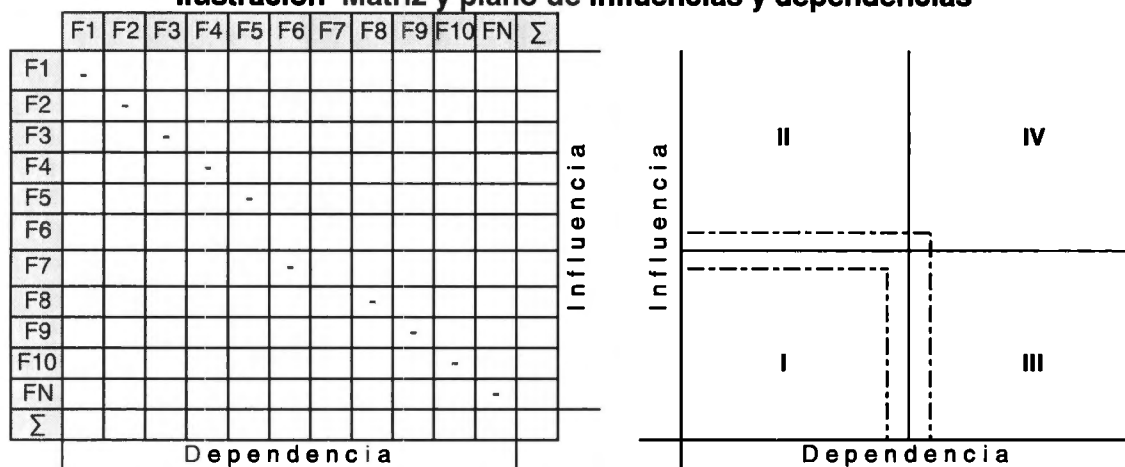 Ilustración Matriz y plano de influencias y dependencias
F1 F2 F3 F4 F5 F6 F7 F8 F9 F10 FN Σ
F1 -
F2 -
F3 -
F4 -
F5 -
F6
F7 -
F8 -
F9 -
F10 -
FN -
Σ
Dependencia
Influencia
Influencia
II IV
I III
Dependencia